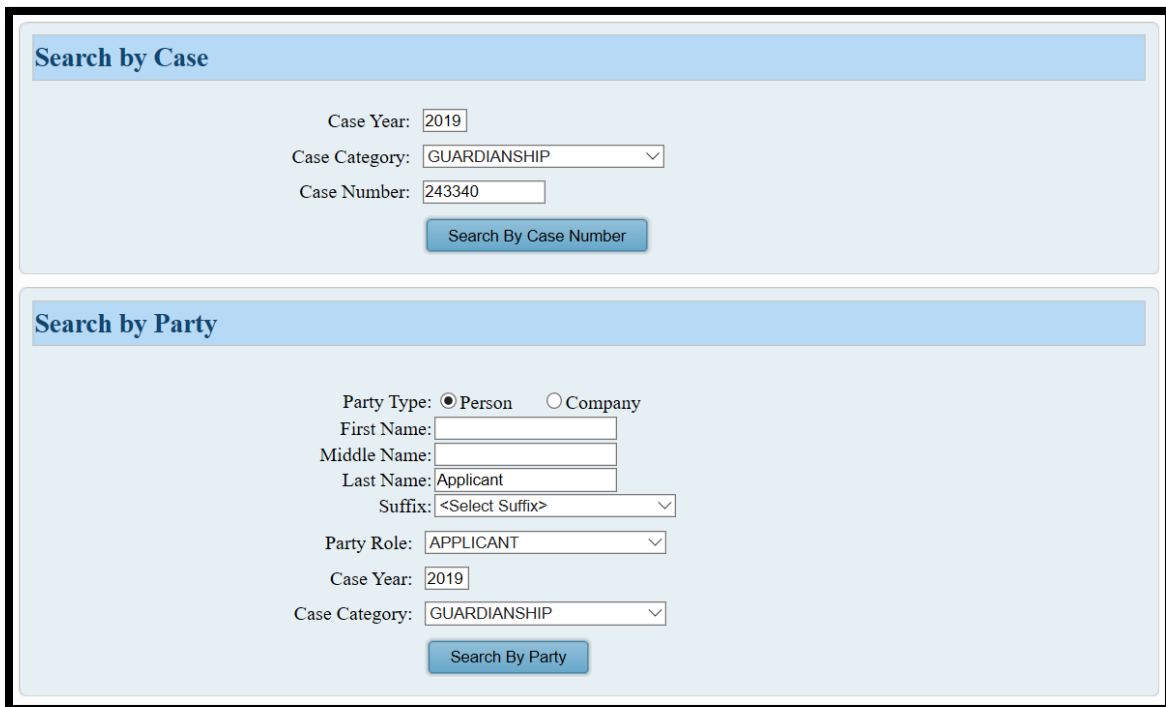 Search by Case
Case Year: 2019
Case Category: GUARDIANSHIP
Case Number: 243340
Search By Case Number
Search by Party
Party Type: Person Company
First Name:
Middle Name:
Last Name: Applicant
Suffix: <Select Suffix>
Party Role: APPLICANT
Case Year: 2019
Case Category: GUARDIANSHIP
Search By Party